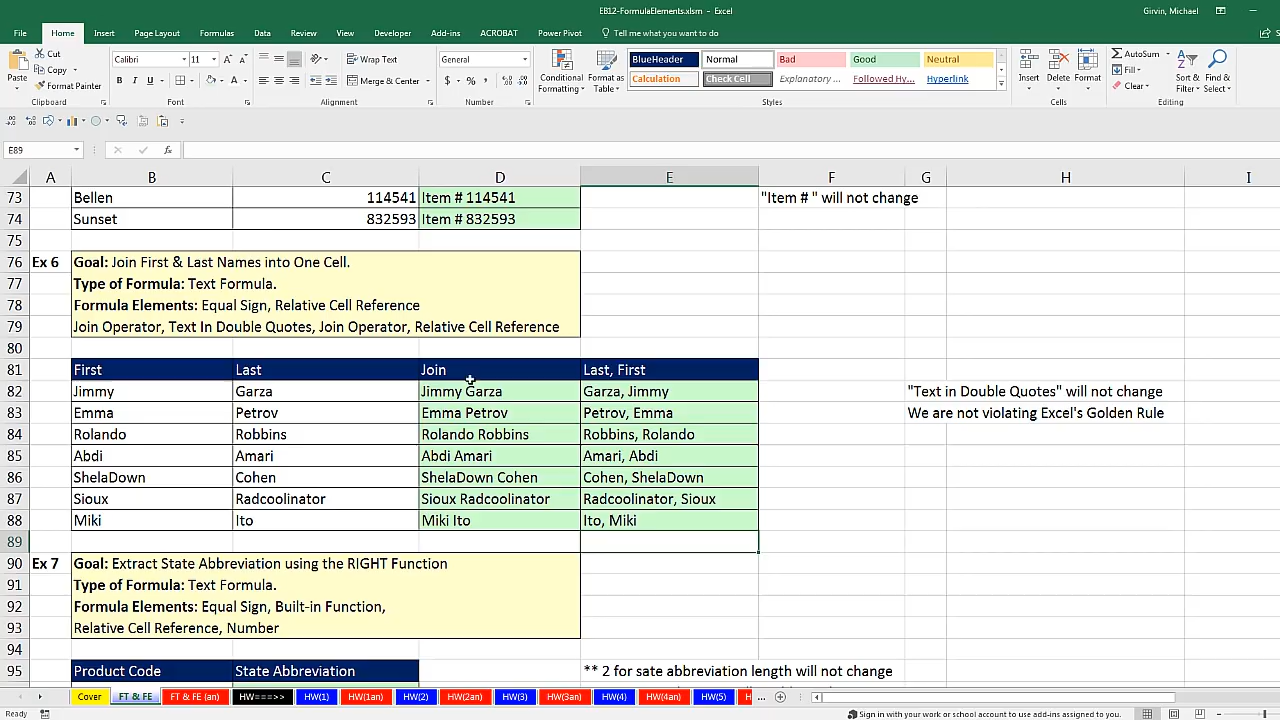 EB12-FormulaElements.xlsm - Excel
Girvin, Michael
File Home Insert Page Layout Formulas Data Review View Developer Add-ins ACROBAT Power Pivot Tell me what you want to do Share
Paste Cut Copy Format Painter Clipboard
Calibri 11 Font
Wrap Text Merge & Center Alignment
General Number
Conditional Formatting Format as Table
BlueHeader Normal Bad Good Neutral
Calculation Check Cell Explanatory ... Followed Hy... Hyperlink
Styles
Insert Delete Format Cells
AutoSum Fill Clear Sort & Filter Find & Select Editing
E89 fx
A B C D E F G H I
73 Bellen 114541 Item # 114541 "Item # " will not change
74 Sunset 832593 Item # 832593
75
76 Ex 6 Goal: Join First & Last Names into One Cell.
77 Type of Formula: Text Formula.
78 Formula Elements: Equal Sign, Relative Cell Reference
79 Join Operator, Text In Double Quotes, Join Operator, Relative Cell Reference
80
81 First Last Join Last, First
82 Jimmy Garza Jimmy Garza Garza, Jimmy "Text in Double Quotes" will not change
83 Emma Petrov Emma Petrov Petrov, Emma We are not violating Excel's Golden Rule
84 Rolando Robbins Rolando Robbins Robbins, Rolando
85 Abdi Amari Abdi Amari Amari, Abdi
86 ShelaDown Cohen ShelaDown Cohen Cohen, ShelaDown
87 Sioux Radcoolinator Sioux Radcoolinator Radcoolinator, Sioux
88 Miki Ito Miki Ito Ito, Miki
89
90 Ex 7 Goal: Extract State Abbreviation using the RIGHT Function
91 Type of Formula: Text Formula.
92 Formula Elements: Equal Sign, Built-in Function,
93 Relative Cell Reference, Number
94
95 Product Code State Abbreviation ** 2 for sate abbreviation length will not change
Cover FT & FE FT & FE (an) HW====>> HW(1) HW(1an) HW(2) HW(2an) HW(3) HW(3an) HW(4) HW(4an) HW(5) H ...
Ready Sign in with your work or school account to use add-ins assigned to you.